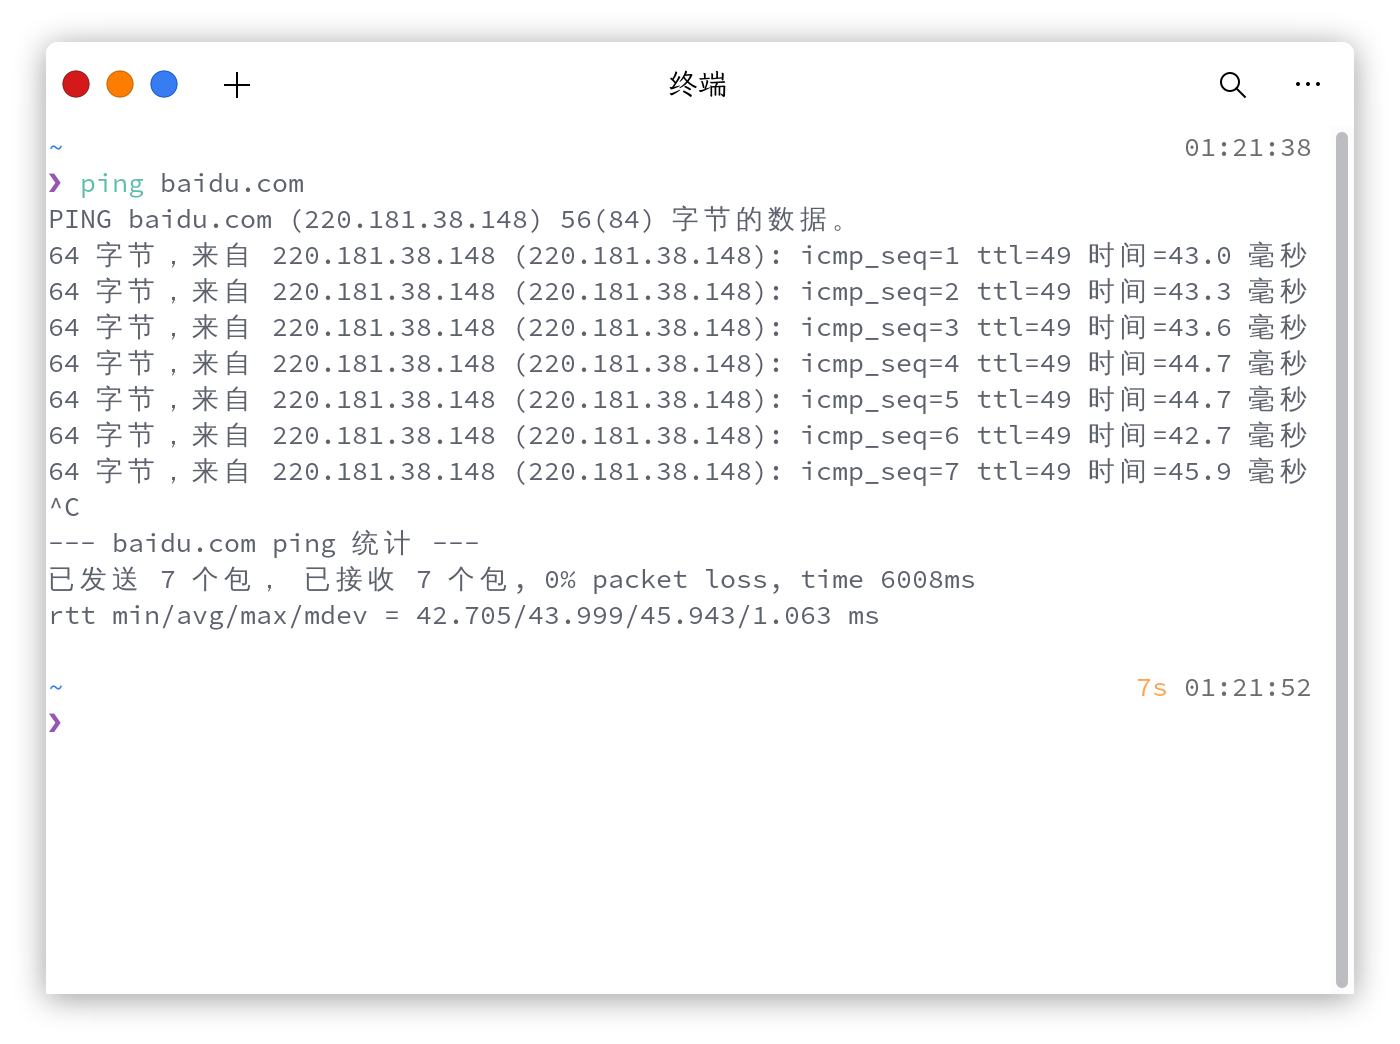 终端
~ 01:21:38
❯ ping baidu.com
PING baidu.com (220.181.38.148) 56(84) 字节的数据。
64 字节，来自 220.181.38.148 (220.181.38.148): icmp_seq=1 ttl=49 时间=43.0 毫秒
64 字节，来自 220.181.38.148 (220.181.38.148): icmp_seq=2 ttl=49 时间=43.3 毫秒
64 字节，来自 220.181.38.148 (220.181.38.148): icmp_seq=3 ttl=49 时间=43.6 毫秒
64 字节，来自 220.181.38.148 (220.181.38.148): icmp_seq=4 ttl=49 时间=44.7 毫秒
64 字节，来自 220.181.38.148 (220.181.38.148): icmp_seq=5 ttl=49 时间=44.7 毫秒
64 字节，来自 220.181.38.148 (220.181.38.148): icmp_seq=6 ttl=49 时间=42.7 毫秒
64 字节，来自 220.181.38.148 (220.181.38.148): icmp_seq=7 ttl=49 时间=45.9 毫秒
^C
--- baidu.com ping 统计 ---
已发送 7 个包， 已接收 7 个包, 0% packet loss, time 6008ms
rtt min/avg/max/mdev = 42.705/43.999/45.943/1.063 ms
~ 7s 01:21:52
❯